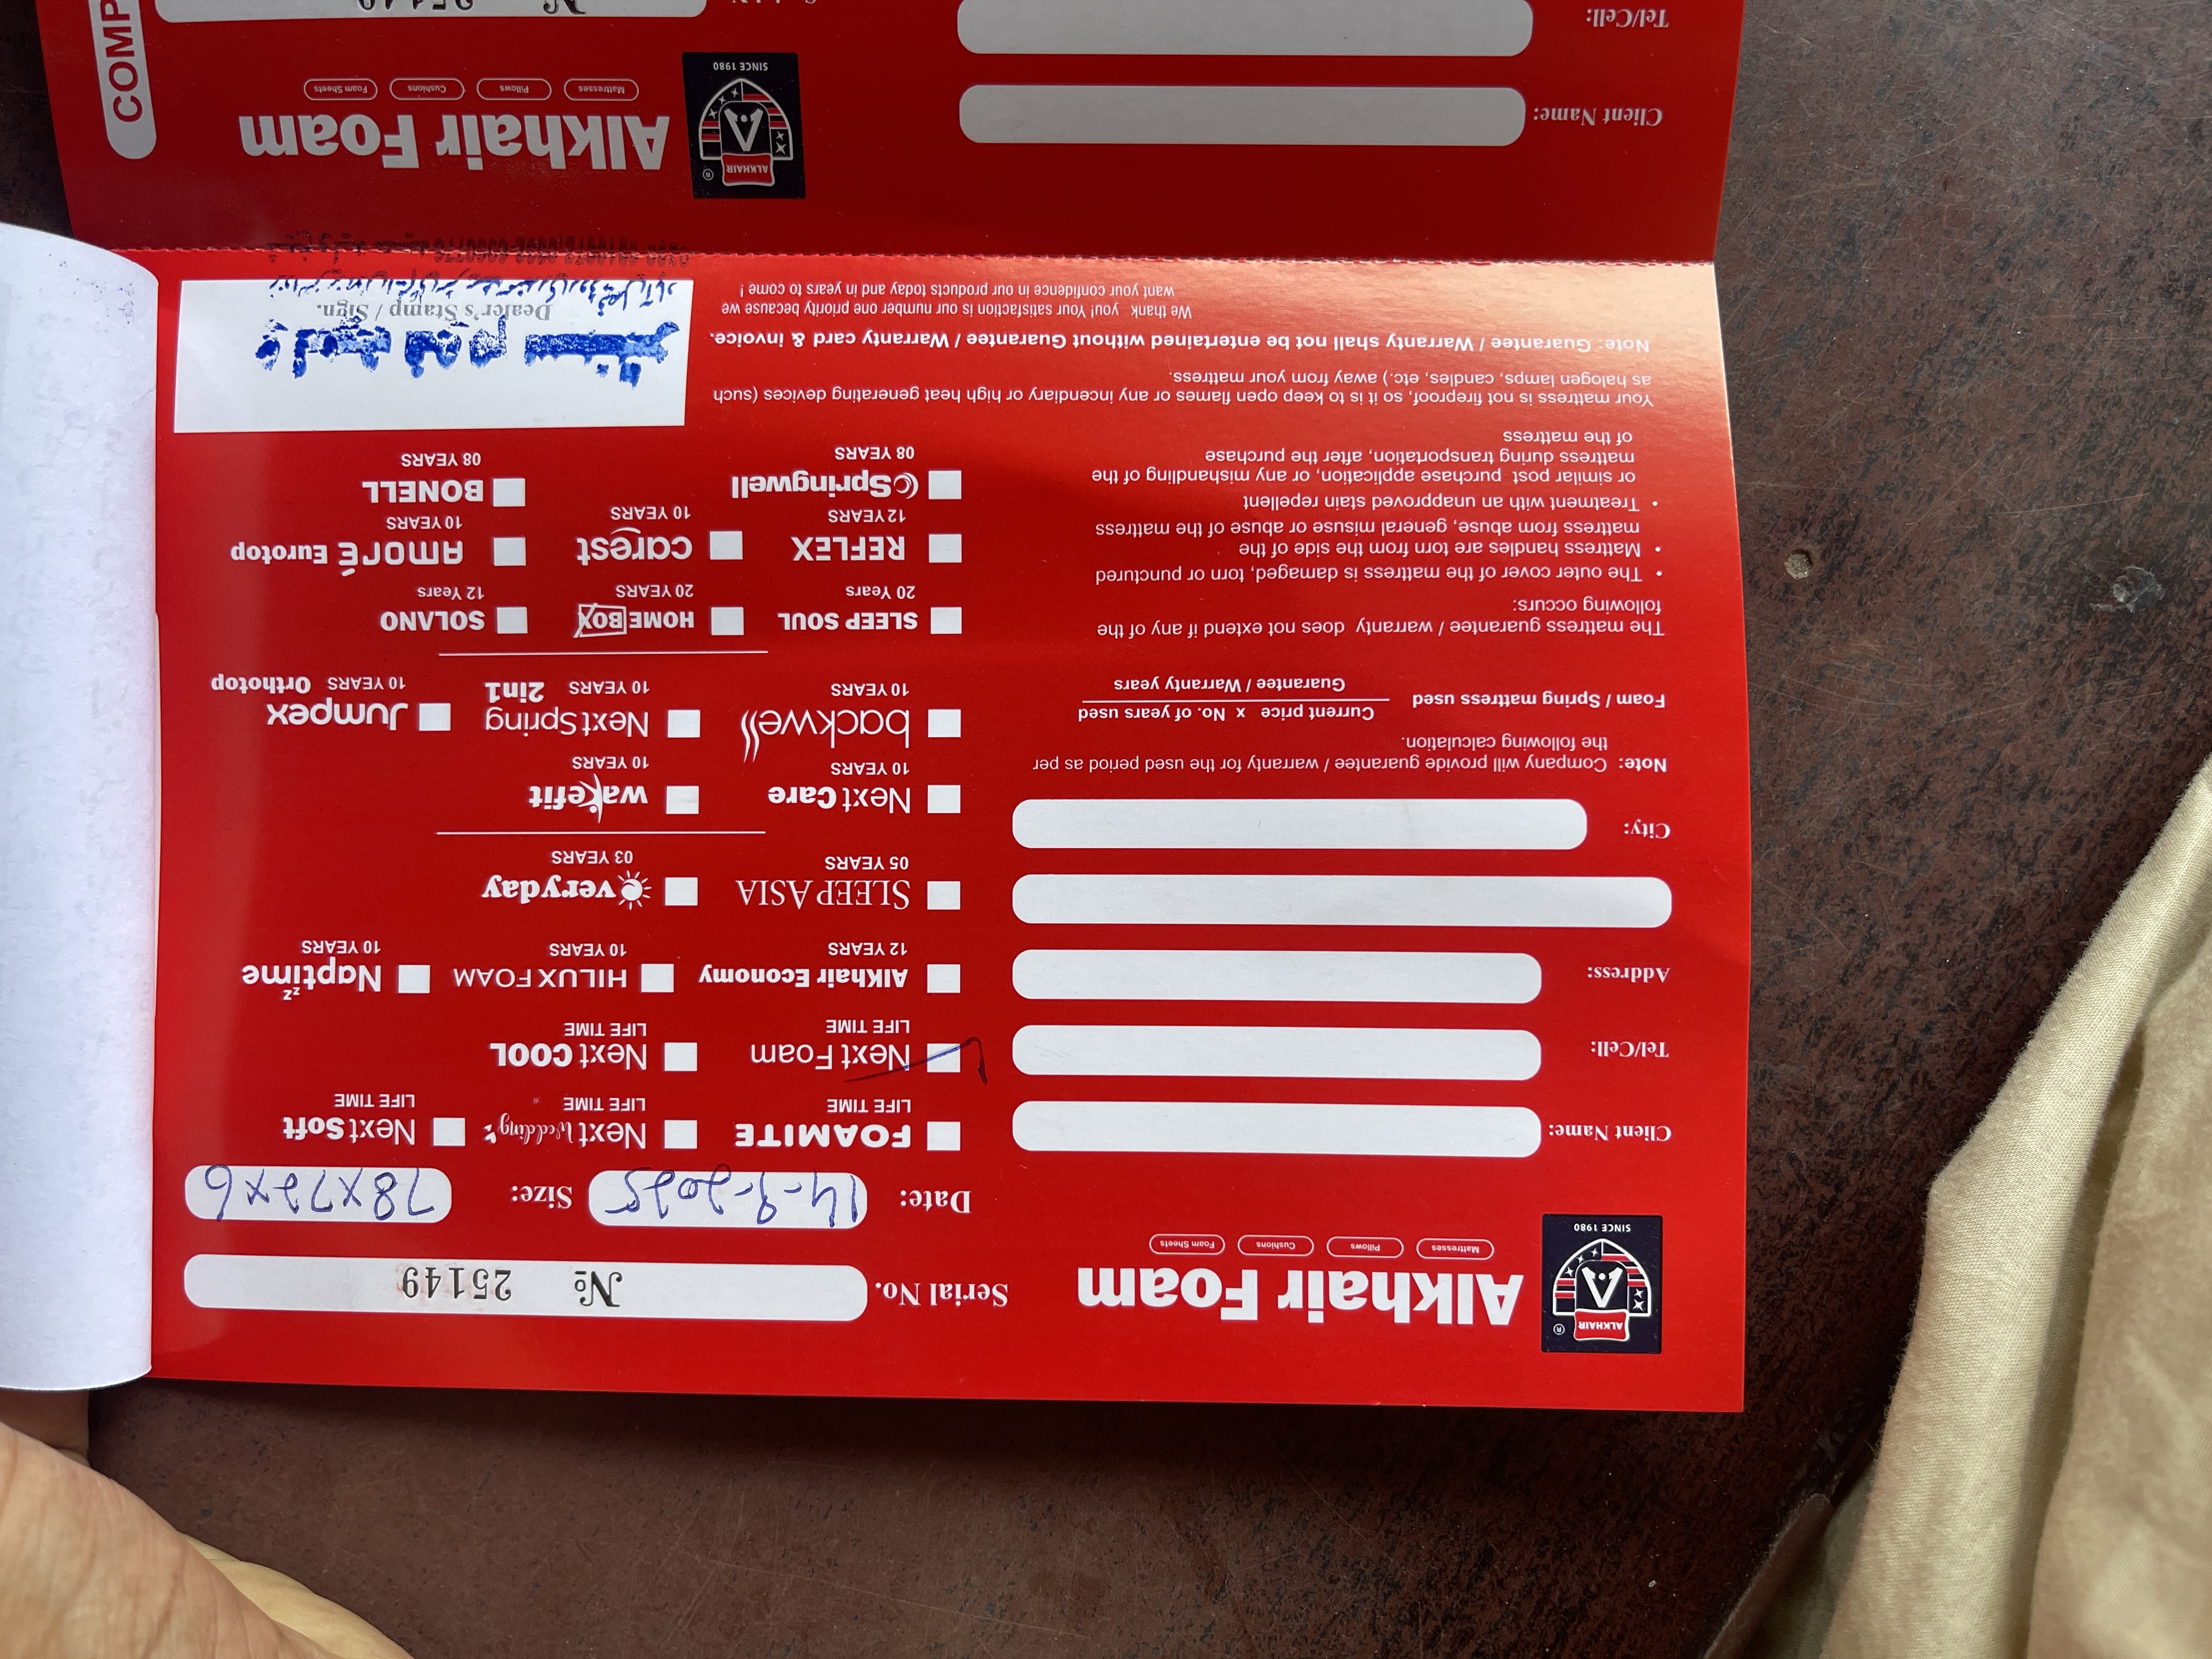 ALKHAIR
®
SINCE 1980
Alkhair Foam
Mattresses Pillows Cushions Foam Sheets
Serial No. № 25149
Date: 14-8-2025 Size: 78x72x6
Client Name:
Tel/Cell:
Address:
City:
Note: Company will provide guarantee / warranty for the used period as per
the following calculation.
Foam / Spring mattress used
Current price x No. of years used
Guarantee / Warranty years
The mattress guarantee / warranty does not extend if any of the
following occurs:
• The outer cover of the mattress is damaged, torn or punctured
• Mattress handles are torn from the side of the
mattress from abuse, general misuse or abuse of the mattress
• Treatment with an unapproved stain repellent
or similar post purchase application, or any mishandling of the
mattress during transportation, after the purchase
of the mattress
FOAMITE Next Wedding Next Soft
LIFE TIME LIFE TIME LIFE TIME
Next Foam Next COOL
LIFE TIME LIFE TIME
Alkhair Economy HILUX FOAM Naptime zz
12 YEARS 10 YEARS 10 YEARS
SLEEP ASIA everyday
05 YEARS 03 YEARS
Next Care wakefit
10 YEARS 10 YEARS
backwell Next Spring Jumpex
10 YEARS 10 YEARS 2in1 10 YEARS Orthotop
SLEEP SOUL HOME BOX SOLANO
20 Years 20 YEARS 12 Years
REFLEX carest AMORÉ Eurotop
12 YEARS 10 YEARS 10 YEARS
Springwell BONELL
08 YEARS 08 YEARS
Your mattress is not fireproof, so it is to keep open flames or any incendiary or high heat generating devices (such
as halogen lamps, candles, etc.) away from your mattress.
Note: Guarantee / Warranty shall not be entertained without Guarantee / Warranty card & invoice.
We thank you! Your satisfaction is our number one priority because we
want your confidence in our products today and in years to come !
Dealer's Stamp / Sign.
ALKHAIR
®
SINCE 1980
Alkhair Foam
Mattresses Pillows Cushions Foam Sheets
COMP
Client Name:
Tel/Cell:
№ 25149